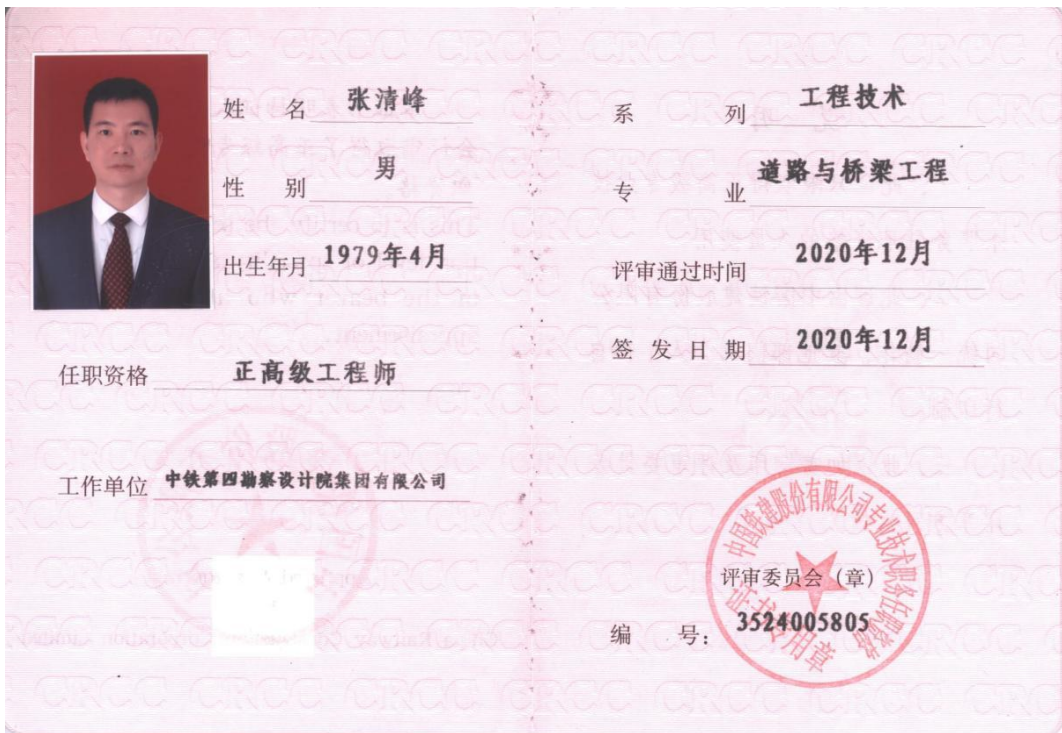 姓名 张清峰
性别 男
出生年月 1979年4月
任职资格 正高级工程师
工作单位 中铁第四勘察设计院集团有限公司
系列 工程技术
专业 道路与桥梁工程
评审通过时间 2020年12月
签发日期 2020年12月
中国铁建股份有限公司专业技术职务任职资格
评审委员会（章）
证书专用章
编号： 3524005805